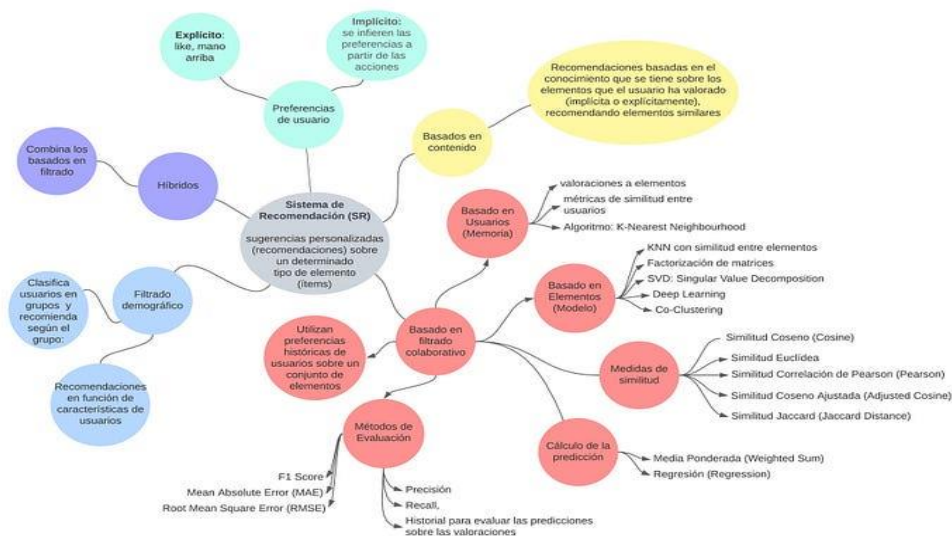 Explícito:
like, mano
arriba
Implícito:
se infieren las
preferencias a
partir de las
acciones
Preferencias
de usuario
Recomendaciones basadas en el
conocimiento que se tiene sobre los
elementos que el usuario ha valorado
(implícita o explícitamente),
recomendando elementos similares
Basados en
contenido
Combina los
basados en
filtrado
Híbridos
Sistema de
Recomendación (SR)
sugerencias personalizadas
(recomendaciones) sobre
un determinado
tipo de elemento
(ítems)
Basado en
Usuarios
(Memoria)
valoraciones a elementos
métricas de similitud entre
usuarios
Algoritmo: K-Nearest Neighbourhood
Clasifica
usuarios en
grupos y
recomienda
según el
grupo:
Filtrado
demográfico
Recomendaciones
en función de
características de
usuarios
Utilizan
preferencias
históricas de
usuarios sobre un
conjunto de
elementos
Basado en
filtrado
colaborativo
Basado en
Elementos
(Modelo)
KNN con similitud entre elementos
Factorización de matrices
SVD: Singular Value Decomposition
Deep Learning
Co-Clustering
Medidas de
similitud
Similitud Coseno (Cosine)
Similitud Euclídea
Similitud Correlación de Pearson (Pearson)
Similitud Coseno Ajustada (Adjusted Cosine)
Similitud Jaccard (Jaccard Distance)
Métodos de
Evaluación
F1 Score
Mean Absolute Error (MAE)
Root Mean Square Error (RMSE)
Precisión
Recall,
Historial para evaluar las predicciones
sobre las valoraciones
Cálculo de la
predicción
Media Ponderada (Weighted Sum)
Regresión (Regression)